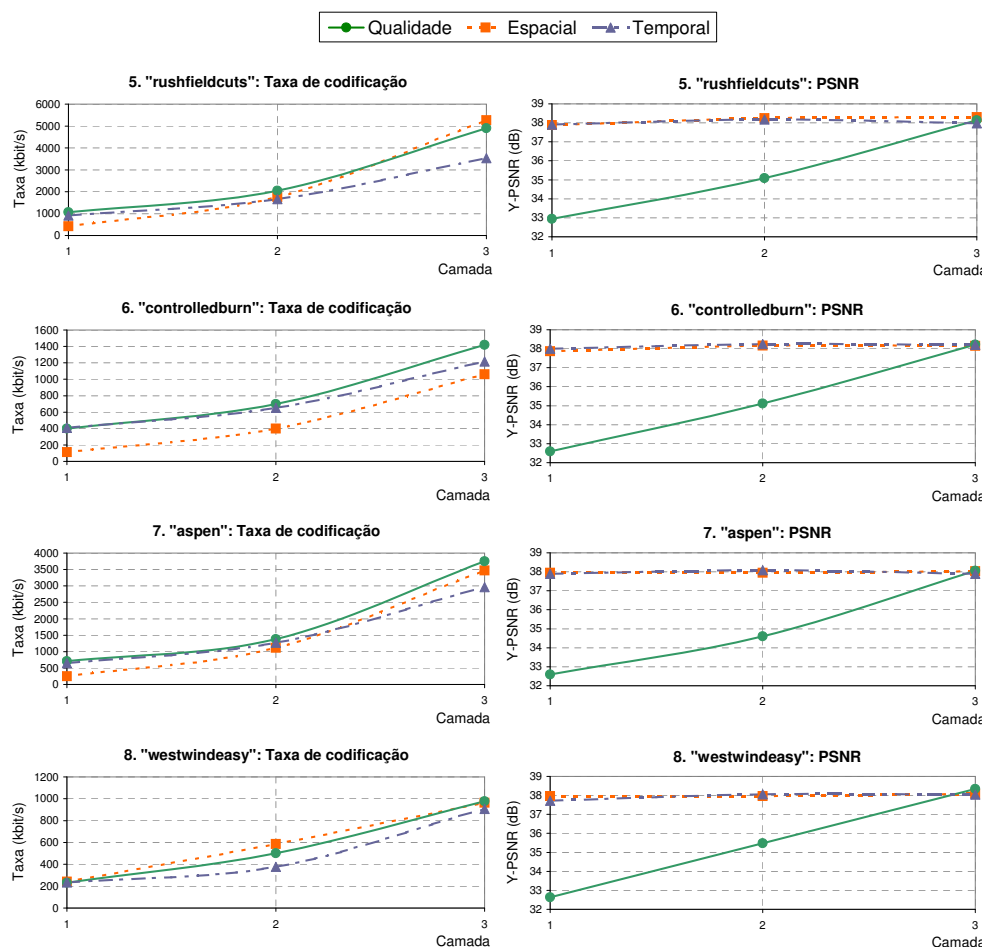 Qualidade Espacial Temporal
5. "rushfieldcuts": Taxa de codificação
Taxa (kbit/s)
6000
5000
4000
3000
2000
1000
0
1 2 3
Camada
5. "rushfieldcuts": PSNR
Y-PSNR (dB)
39
38
37
36
35
34
33
32
1 2 3
Camada
6. "controlledburn": Taxa de codificação
Taxa (kbit/s)
1600
1400
1200
1000
800
600
400
200
0
1 2 3
Camada
6. "controlledburn": PSNR
Y-PSNR (dB)
39
38
37
36
35
34
33
32
1 2 3
Camada
7. "aspen": Taxa de codificação
Taxa (kbit/s)
4000
3500
3000
2500
2000
1500
1000
500
0
1 2 3
Camada
7. "aspen": PSNR
Y-PSNR (dB)
39
38
37
36
35
34
33
32
1 2 3
Camada
8. "westwindeasy": Taxa de codificação
Taxa (kbit/s)
1200
1000
800
600
400
200
0
1 2 3
Camada
8. "westwindeasy": PSNR
Y-PSNR (dB)
39
38
37
36
35
34
33
32
1 2 3
Camada